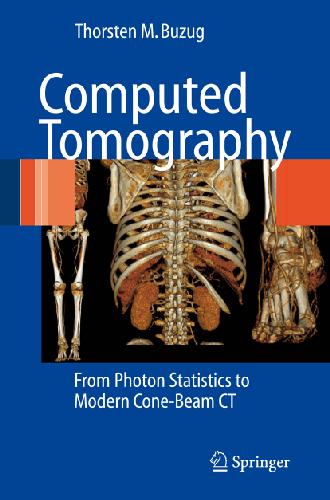 Thorsten M. Buzug
Computed
Tomography
From Photon Statistics to
Modern Cone-Beam CT
Springer